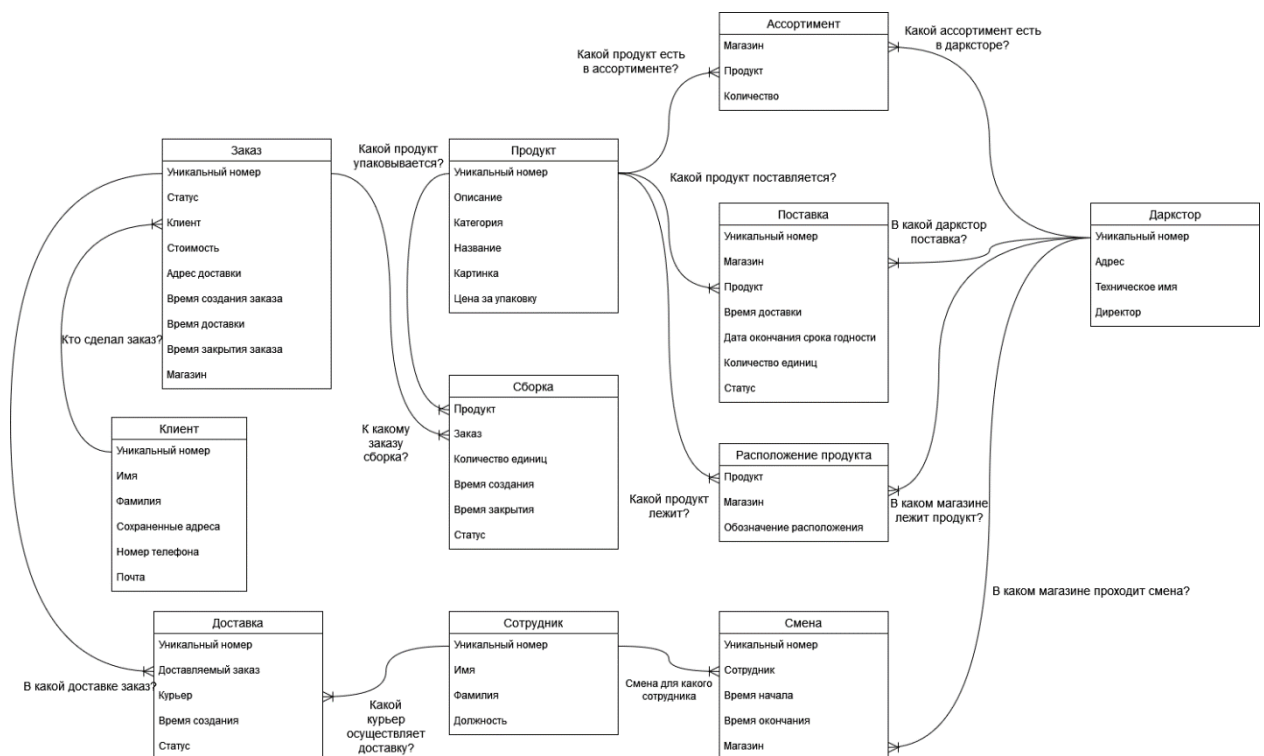 Ассортимент
Магазин
Продукт
Количество
Какой продукт есть
в ассортименте?
Какой ассортимент есть
в дарксторе?
Заказ
Уникальный номер
Статус
Клиент
Стоимость
Адрес доставки
Время создания заказа
Время доставки
Время закрытия заказа
Магазин
Какой продукт
упаковывается?
Продукт
Уникальный номер
Описание
Категория
Название
Картинка
Цена за упаковку
Какой продукт поставляется?
Поставка
Уникальный номер
Магазин
Продукт
Время доставки
Дата окончания срока годности
Количество единиц
Статус
В какой даркстор
поставка?
Даркстор
Уникальный номер
Адрес
Техническое имя
Директор
Кто сделал заказ?
Клиент
Уникальный номер
Имя
Фамилия
Сохраненные адреса
Номер телефона
Почта
К какому
заказу
сборка?
Сборка
Продукт
Заказ
Количество единиц
Время создания
Время закрытия
Статус
Какой продукт
лежит?
Расположение продукта
Продукт
Магазин
Обозначение расположения
В каком магазине
лежит продукт?
В каком магазине проходит смена?
В какой доставке заказ?
Доставка
Уникальный номер
Доставляемый заказ
Курьер
Время создания
Статус
Какой
курьер
осуществляет
доставку?
Сотрудник
Уникальный номер
Имя
Фамилия
Должность
Смена для какого
сотрудника
Смена
Уникальный номер
Сотрудник
Время начала
Время окончания
Магазин